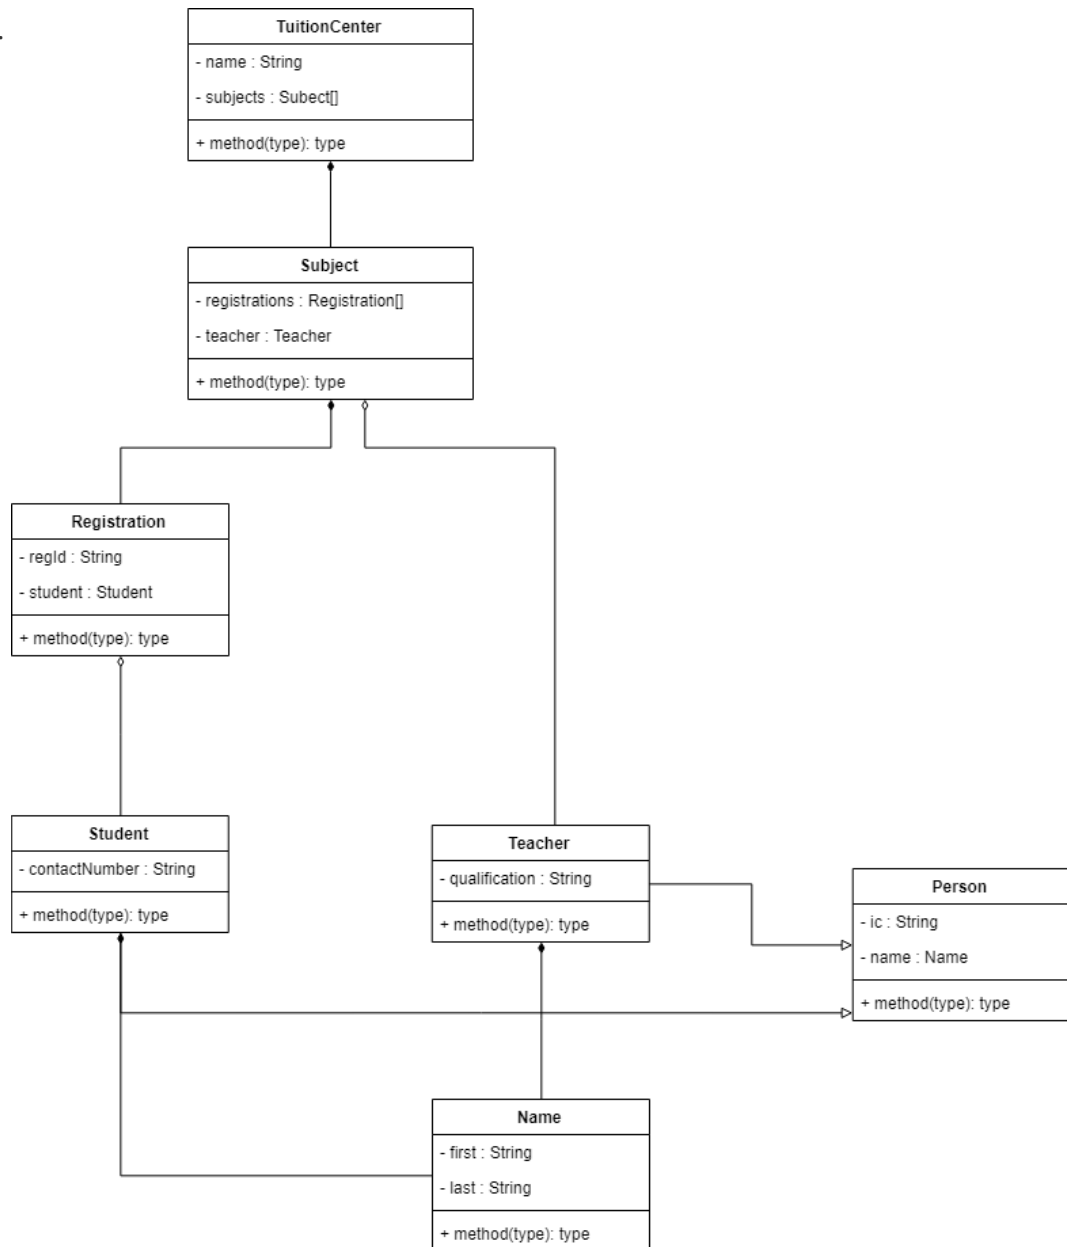 TuitionCenter
- name : String
- subjects : Subect[]
+ method(type): type
Subject
- registrations : Registration[]
- teacher : Teacher
+ method(type): type
Registration
- regId : String
- student : Student
+ method(type): type
Student
- contactNumber : String
+ method(type): type
Teacher
- qualification : String
+ method(type): type
Person
- ic : String
- name : Name
+ method(type): type
Name
- first : String
- last : String
+ method(type): type